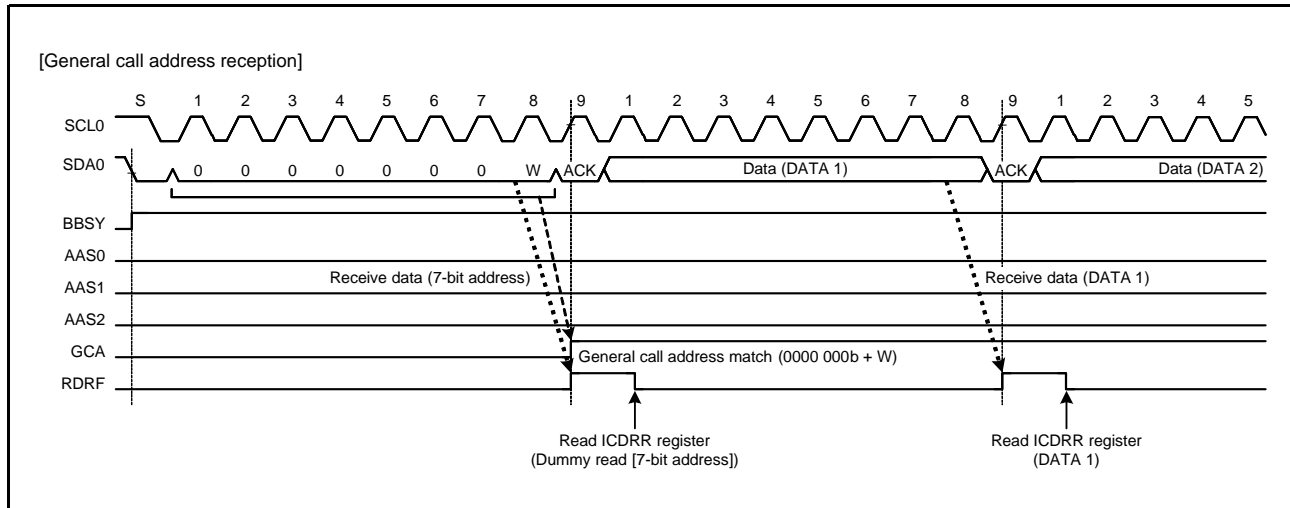 [General call address reception]
S 1 2 3 4 5 6 7 8 9 1 2 3 4 5 6 7 8 9 1 2 3 4 5
SCL0
SDA0 0 0 0 0 0 0 0 W ACK Data (DATA 1) ACK Data (DATA 2)
BBSY
AAS0
Receive data (7-bit address) Receive data (DATA 1)
AAS1
AAS2
GCA
General call address match (0000 000b + W)
RDRF
Read ICDRR register
(Dummy read [7-bit address])
Read ICDRR register
(DATA 1)